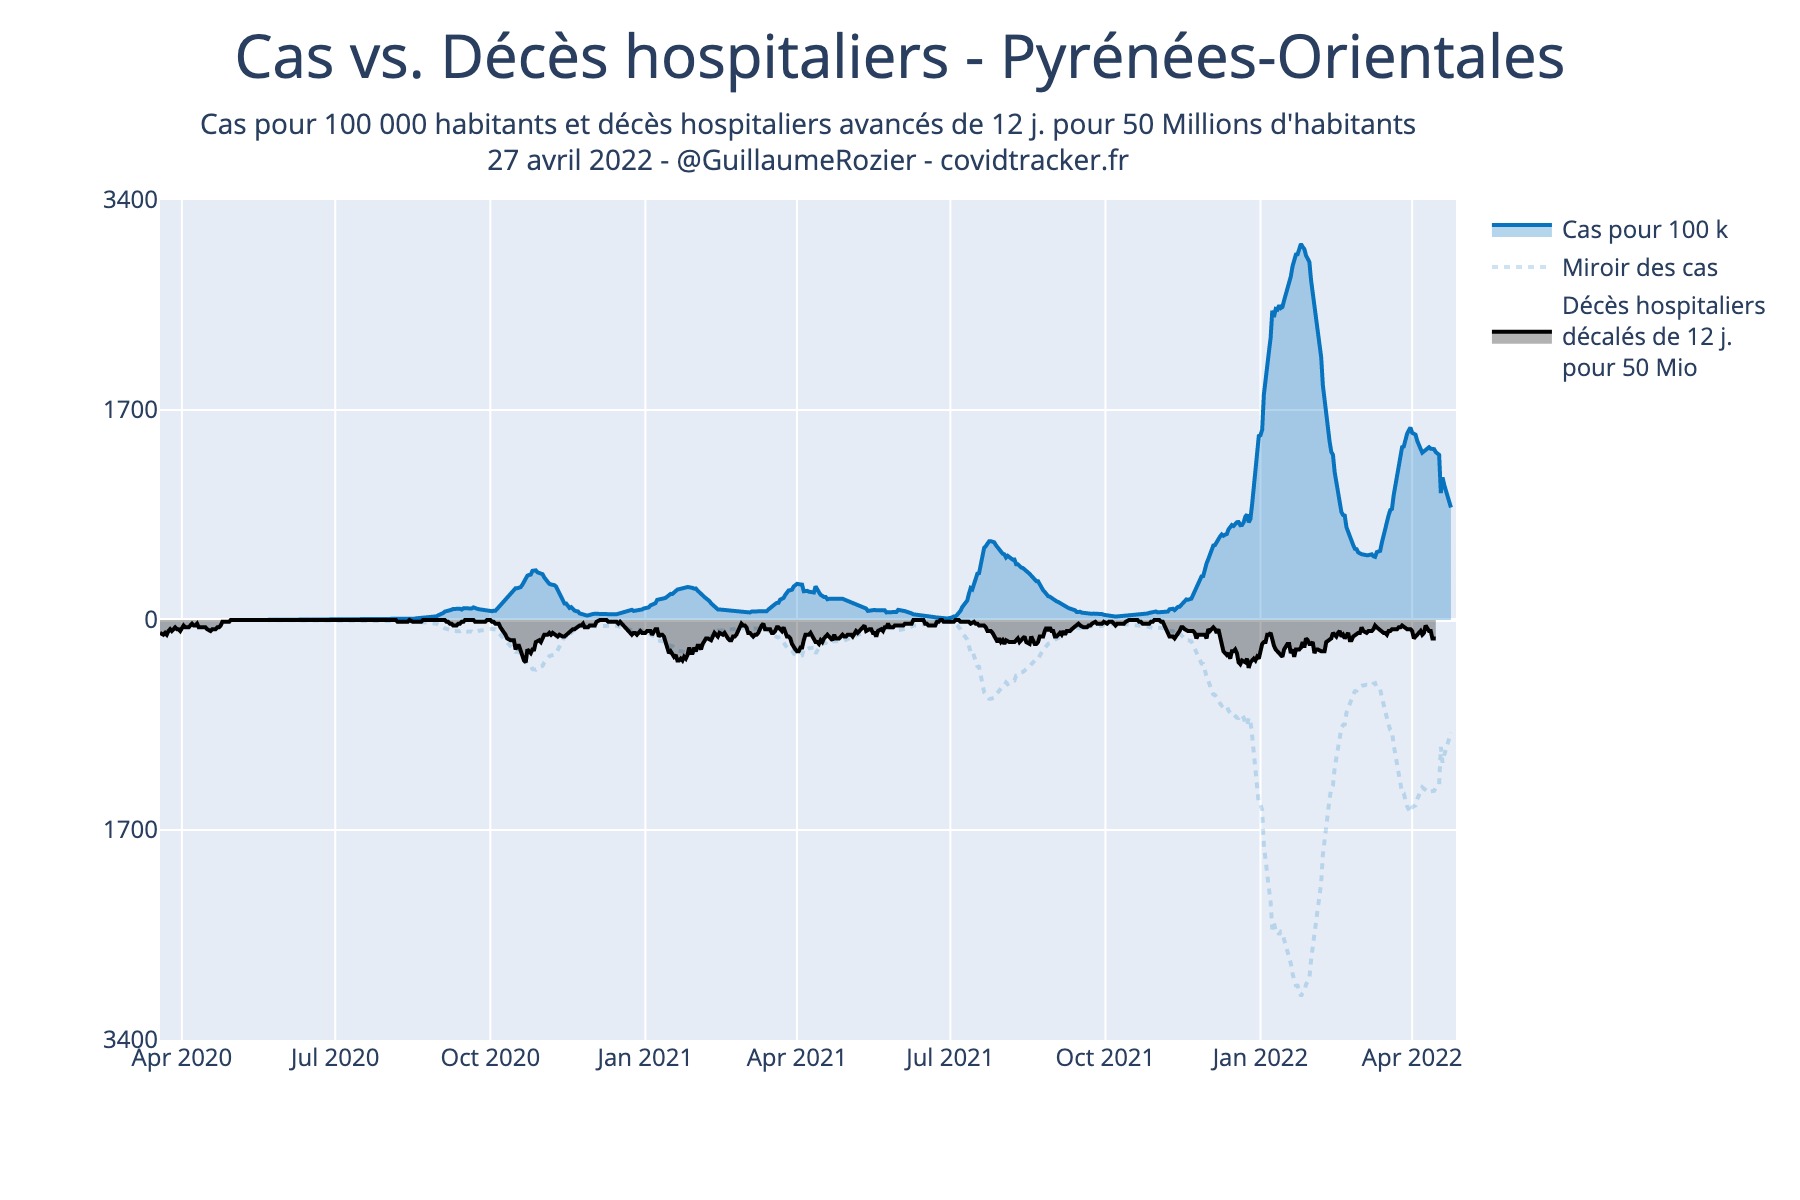 Cas vs. Décès hospitaliers - Pyrénées-Orientales
Cas pour 100 000 habitants et décès hospitaliers avancés de 12 j. pour 50 Millions d'habitants
27 avril 2022 - @GuillaumeRozier - covidtracker.fr
3400
1700
0
1700
3400
Apr 2020
Jul 2020
Oct 2020
Jan 2021
Apr 2021
Jul 2021
Oct 2021
Jan 2022
Apr 2022
Cas pour 100 k
Miroir des cas
Décès hospitaliers
décalés de 12 j.
pour 50 Mio